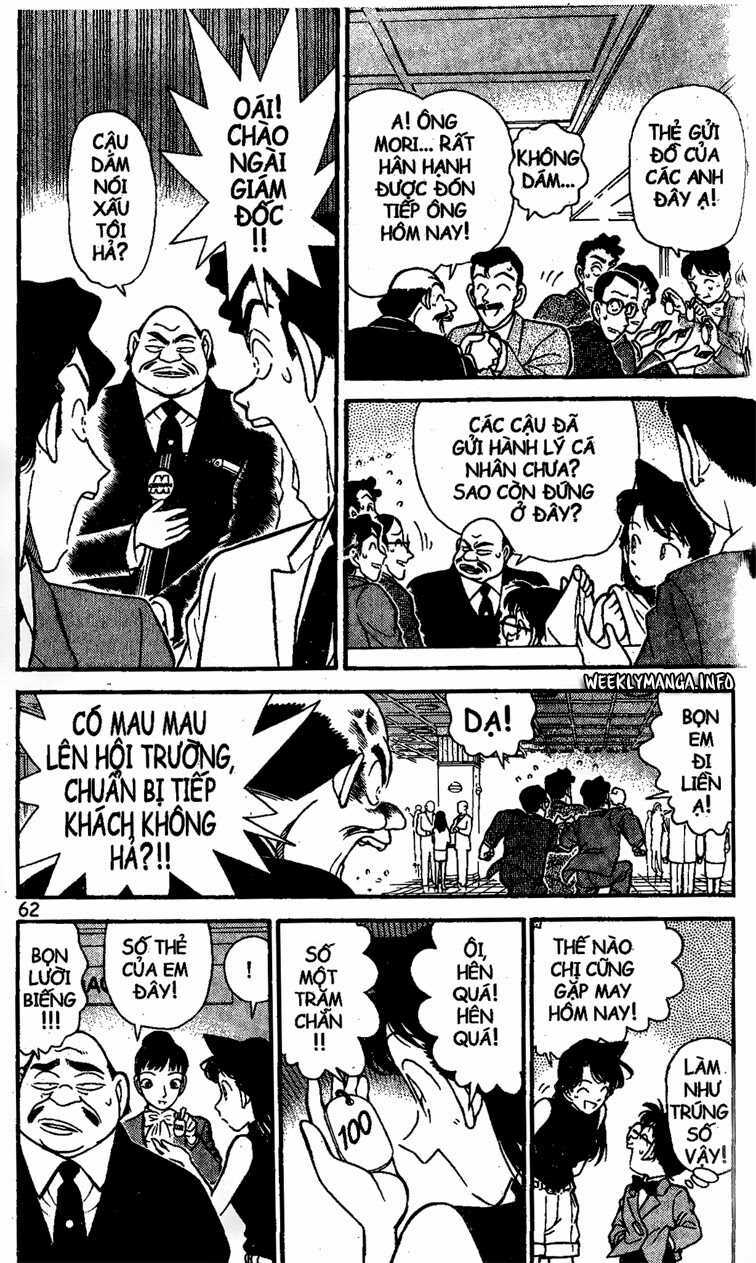 THẺ GỬI
ĐỒ CỦA
CÁC ANH
ĐÂY Ạ!
KHÔNG
DÁM...
A! ÔNG
MORI... RẤT
HÂN HẠNH
ĐƯỢC ĐÓN
TIẾP ÔNG
HÔM NAY!
OÁI!
CHÀO
NGÀI
GIÁM
ĐỐC
!!
CẬU
DÁM
NÓI
XẤU
TÔI
HẢ?
CÁC CẬU ĐÃ
GỬI HÀNH LÝ CÁ
NHÂN CHƯA?
SAO CÒN ĐỨNG
Ở ĐÂY?
WEEKLYMANGA.INFO
CÓ MAU MAU
LÊN HỘI TRƯỜNG,
CHUẨN BỊ TIẾP
KHÁCH KHÔNG
HẢ?!!
DẠ!
BỌN
EM
ĐI
LIỀN
Ạ!
62
BỌN
LƯỜI
BIẾNG
!!!
SỐ THẺ
CỦA EM
ĐÂY!
!
SỐ
MỘT
TRĂM
CHẴN
!!
ÔI,
HÊN
QUÁ!
HÊN
QUÁ!
100
THẾ NÀO
CHỊ CŨNG
GẶP MAY
HÔM NAY!
LÀM
NHƯ
TRÚNG
SỐ
VẬY!